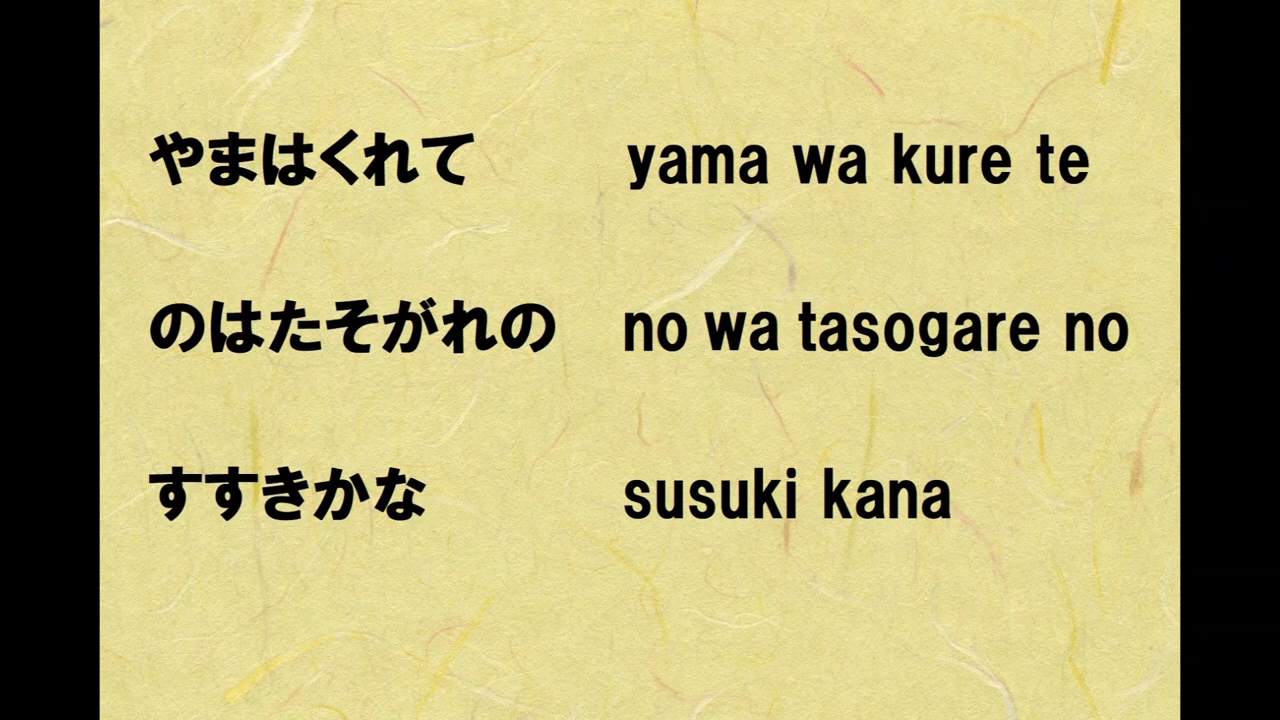 やまはくれて yama wa kure te
のはたそがれの no wa tasogare no
すすきかな susuki kana